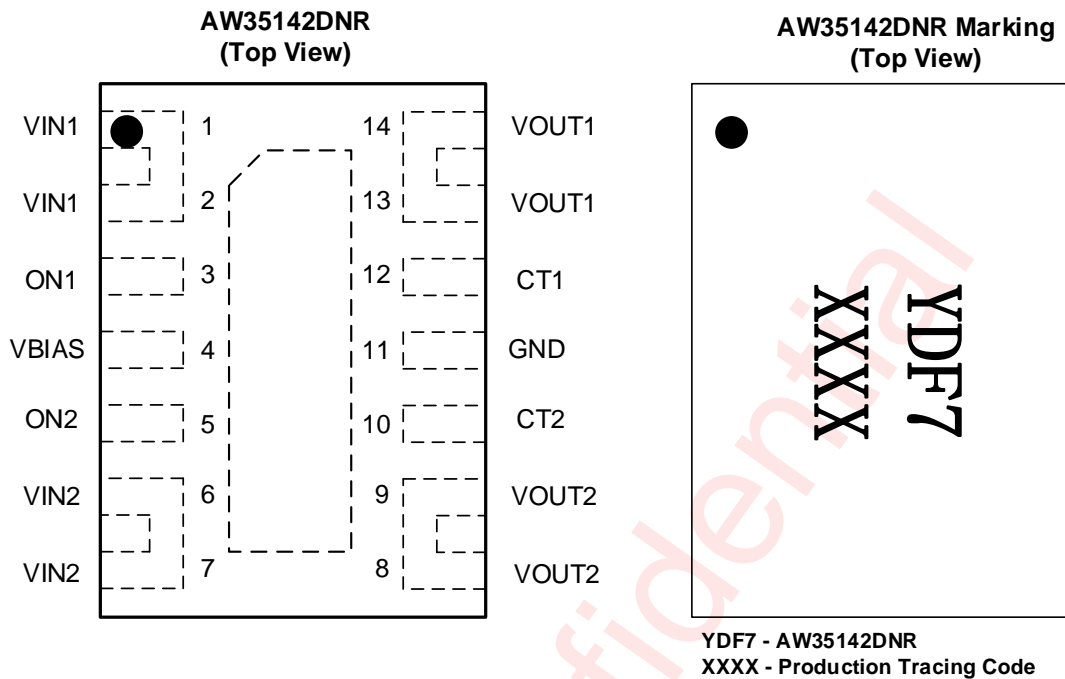 AW35142DNR
(Top View)
VIN1 1 14 VOUT1
VIN1 2 13 VOUT1
ON1 3 12 CT1
VBIAS 4 11 GND
ON2 5 10 CT2
VIN2 6 9 VOUT2
VIN2 7 8 VOUT2
AW35142DNR Marking
(Top View)
YDF7
XXXX
YDF7 - AW35142DNR
XXXX - Production Tracing Code
fidential